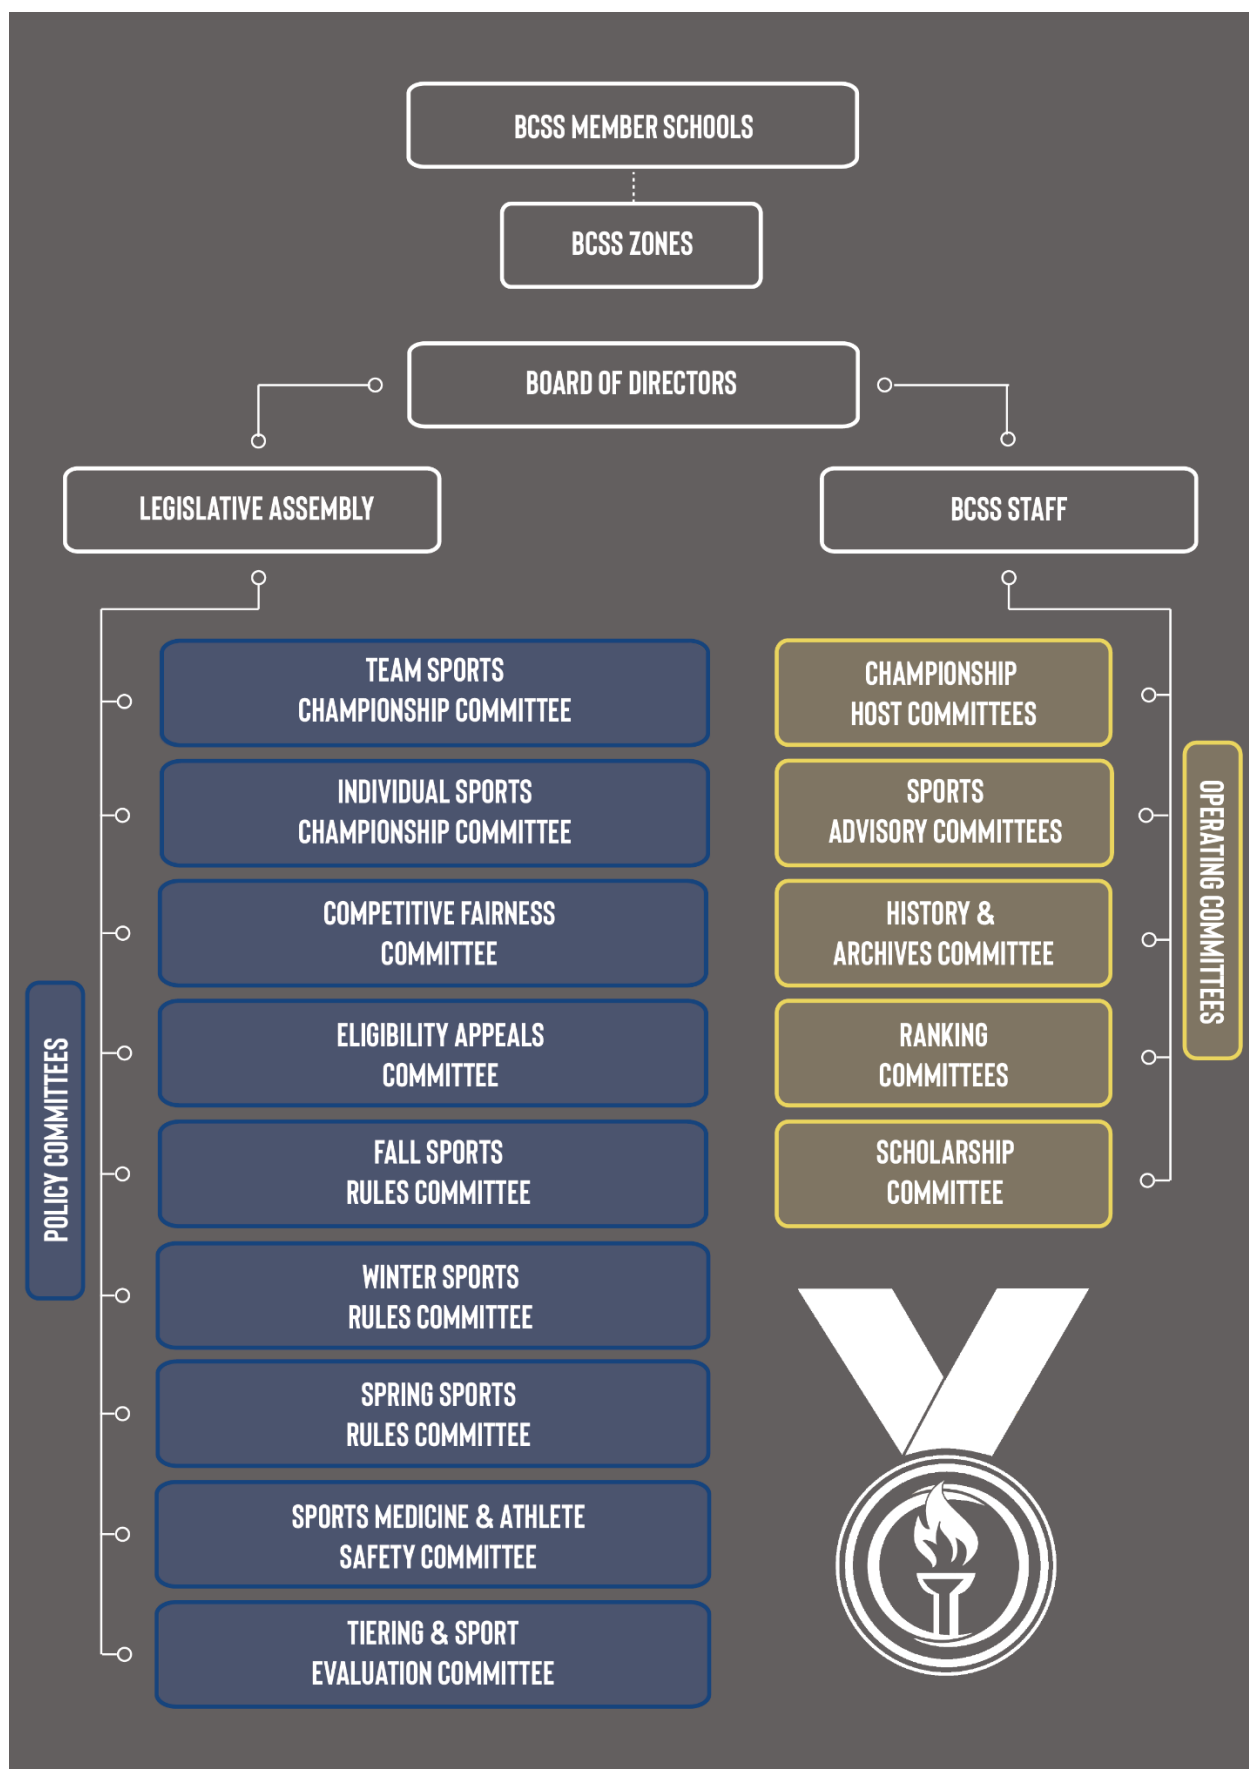 BCSS MEMBER SCHOOLS
BCSS ZONES
BOARD OF DIRECTORS
LEGISLATIVE ASSEMBLY
BCSS STAFF
POLICY COMMITTEES
TEAM SPORTS
CHAMPIONSHIP COMMITTEE
INDIVIDUAL SPORTS
CHAMPIONSHIP COMMITTEE
COMPETITIVE FAIRNESS
COMMITTEE
ELIGIBILITY APPEALS
COMMITTEE
FALL SPORTS
RULES COMMITTEE
WINTER SPORTS
RULES COMMITTEE
SPRING SPORTS
RULES COMMITTEE
SPORTS MEDICINE & ATHLETE
SAFETY COMMITTEE
TIERING & SPORT
EVALUATION COMMITTEE
OPERATING COMMITTEES
CHAMPIONSHIP
HOST COMMITTEES
SPORTS
ADVISORY COMMITTEES
HISTORY &
ARCHIVES COMMITTEE
RANKING
COMMITTEES
SCHOLARSHIP
COMMITTEE